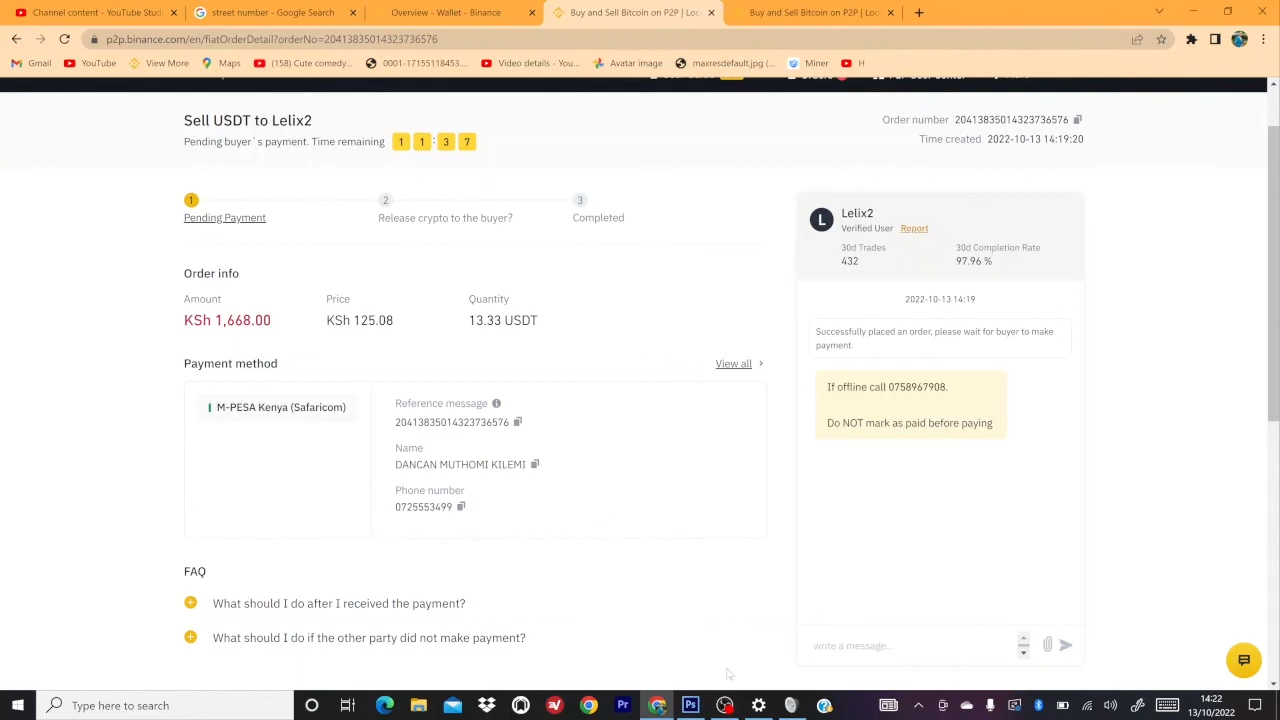 Channel content - YouTube Studi
street numbers - Google Search
Overview - Wallet - Binance
Buy and Sell Bitcoin on P2P | Loc
Buy and Sell Bitcoin on P2P | Loc
p2p.binance.com/en/fiatOrderDetail?orderNo=20413835014323736576
Gmail
YouTube
View More
Maps
(158) Cute comedy...
0001-17155118453....
Video details - You...
Avatar image
maxresdefault.jpg (...
Miner
H
Sell USDT to Lelix2
Pending buyer`s payment. Time remaining 1 1 : 3 7
Order number 20413835014323736576
Time created 2022-10-13 14:19:20
1
Pending Payment
2
Release crypto to the buyer?
3
Completed
Order info
Amount
KSh 1,668.00
Price
KSh 125.08
Quantity
13.33 USDT
Payment method
View all
M-PESA Kenya (Safaricom)
Reference message
20413835014323736576
Name
DANCAN MUTHOMI KILEMI
Phone number
0725553499
FAQ
What should I do after I received the payment?
What should I do if the other party did not make payment?
L
Lelix2
Verified User Report
30d Trades
432
30d Completion Rate
97.96 %
2022-10-13 14:19
Successfully placed an order, please wait for buyer to make
payment.
If offline call 0758967908.
Do NOT mark as paid before paying
write a message...
Type here to search
Pr
Ps
14:22
13/10/2022